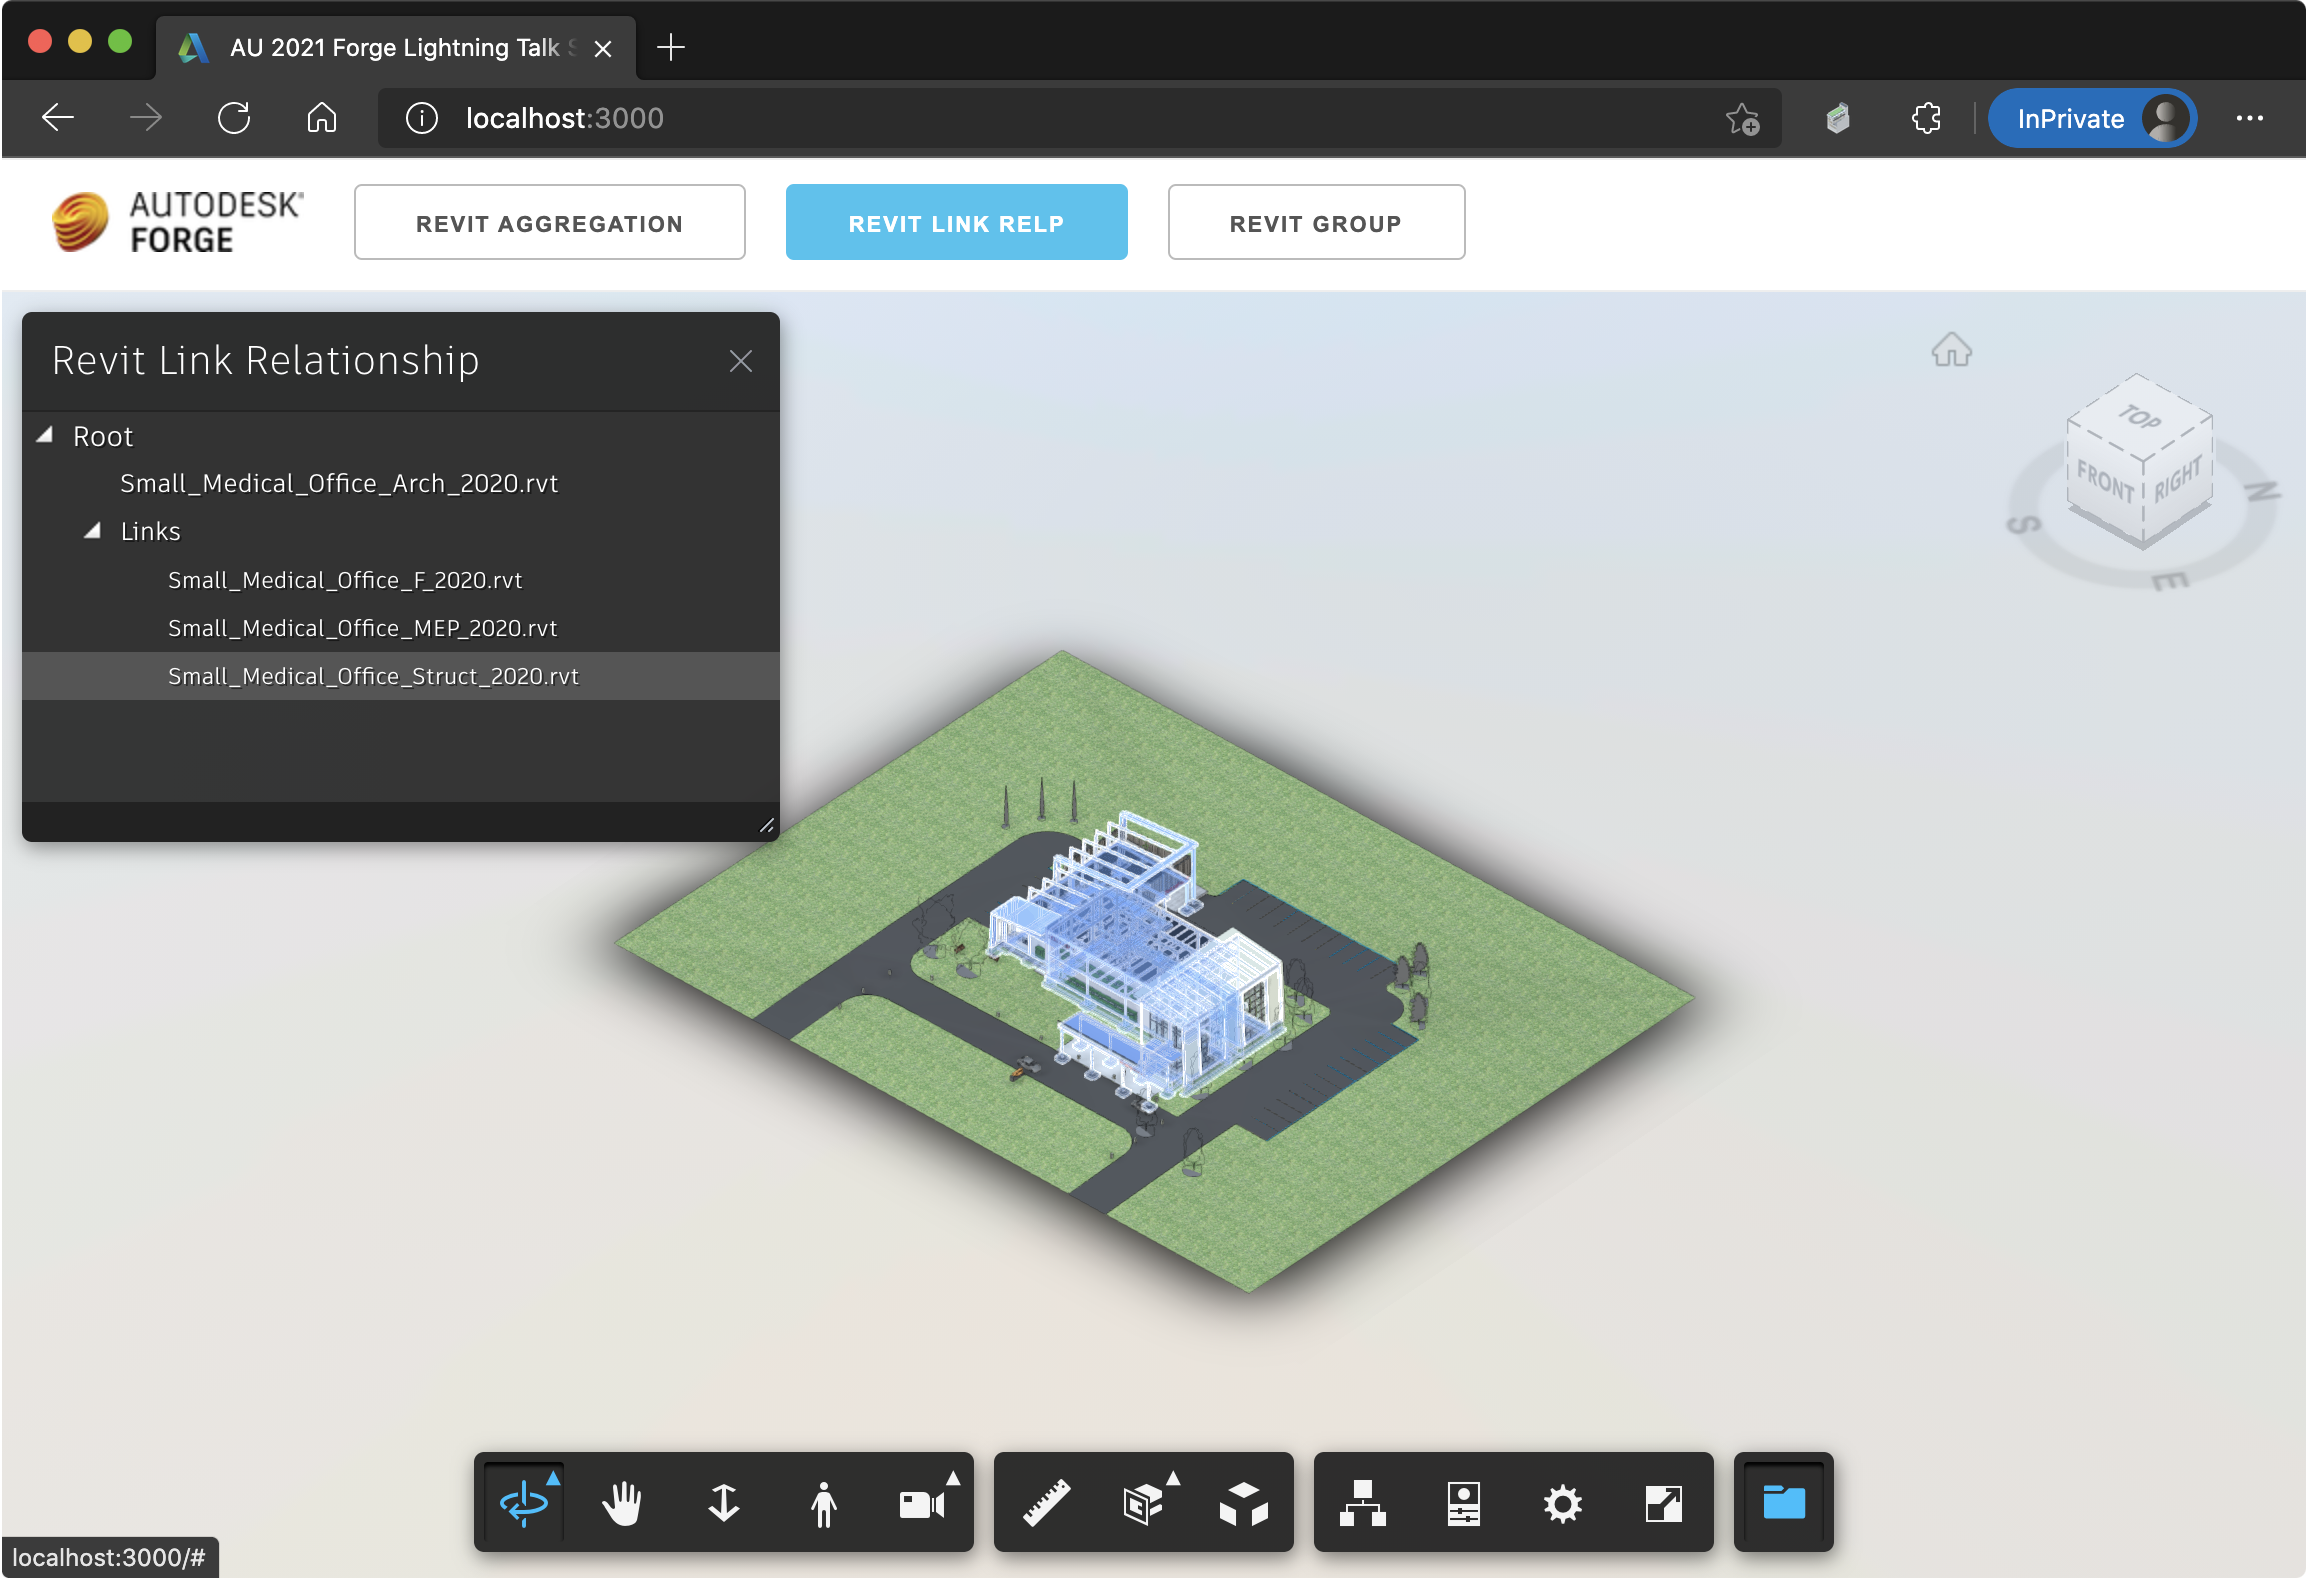 AU 2021 Forge Lightning Talk
localhost:3000
InPrivate
AUTODESK®
FORGE
REVIT AGGREGATION
REVIT LINK RELP
REVIT GROUP
Revit Link Relationship
Root
Small_Medical_Office_Arch_2020.rvt
Links
Small_Medical_Office_F_2020.rvt
Small_Medical_Office_MEP_2020.rvt
Small_Medical_Office_Struct_2020.rvt
TOP
FRONT
RIGHT
N
S
E
localhost:3000/#